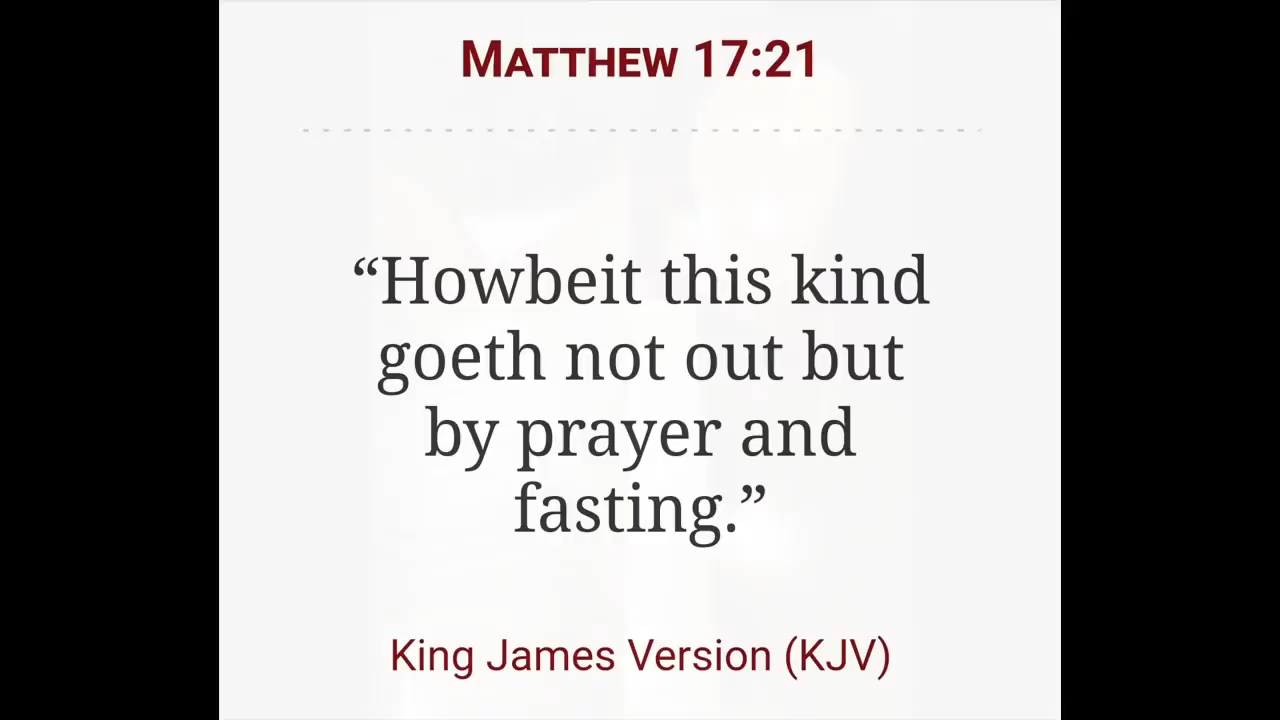 MATTHEW 17:21
“Howbeit this kind
goeth not out but
by prayer and
fasting.”
King James Version (KJV)